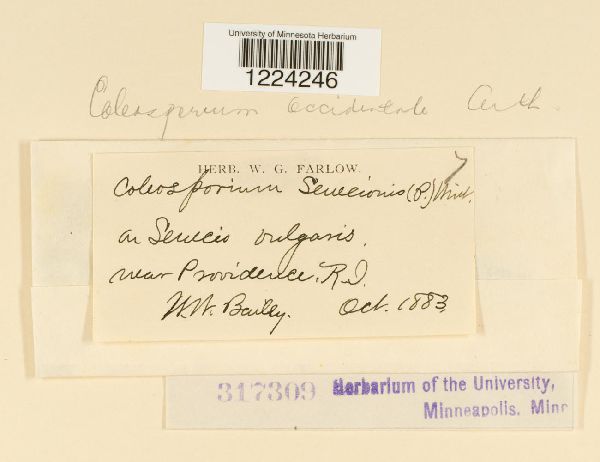 University of Minnesota Herbarium
1224246
Coleosporium occidentale Arth.
HERB. W. G. FARLOW.
Coleosporium Senecionis (P.)
on Senecio vulgaris.
near Providence, R.I.
W.W. Bailey. Oct. 1883.
317309 Herbarium of the University,
Minneapolis, Minn